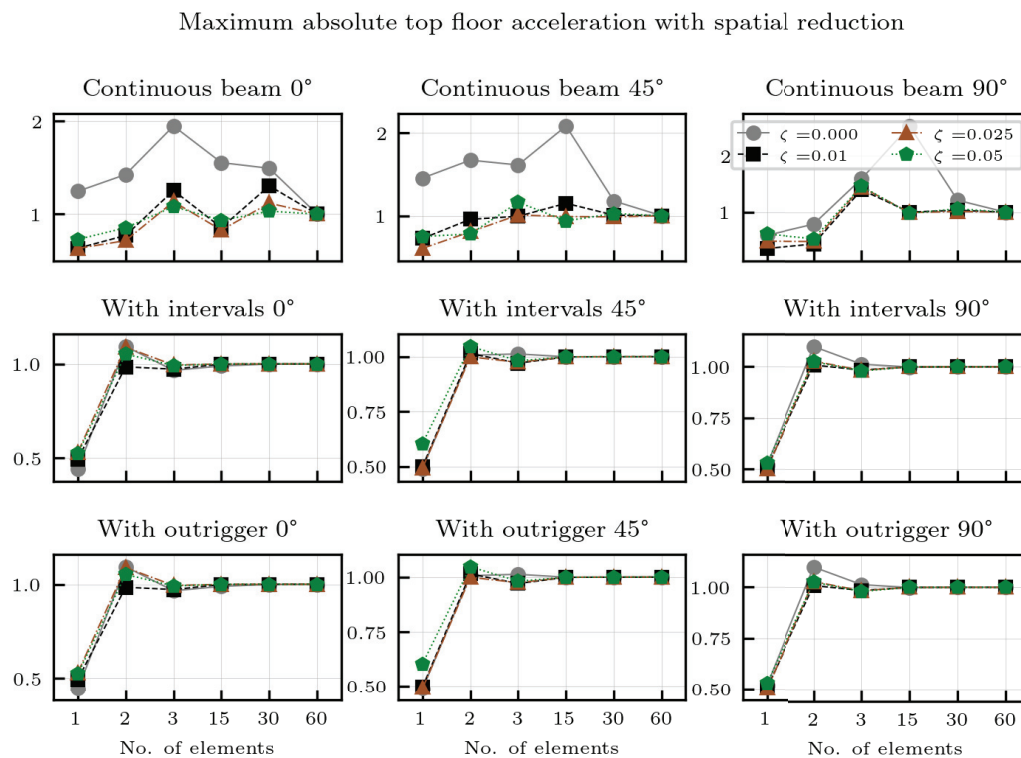 Maximum absolute top floor acceleration with spatial reduction
Continuous beam 0°
Continuous beam 45°
Continuous beam 90°
2
1
2
1
2
1
ζ =0.000
ζ =0.025
ζ =0.01
ζ =0.05
With intervals 0°
With intervals 45°
With intervals 90°
1.0
0.5
1.00
0.75
0.50
1.00
0.75
0.50
With outrigger 0°
With outrigger 45°
With outrigger 90°
1.0
0.5
1.00
0.75
0.50
1.00
0.75
0.50
1 2 3 15 30 60
1 2 3 15 30 60
1 2 3 15 30 60
No. of elements
No. of elements
No. of elements